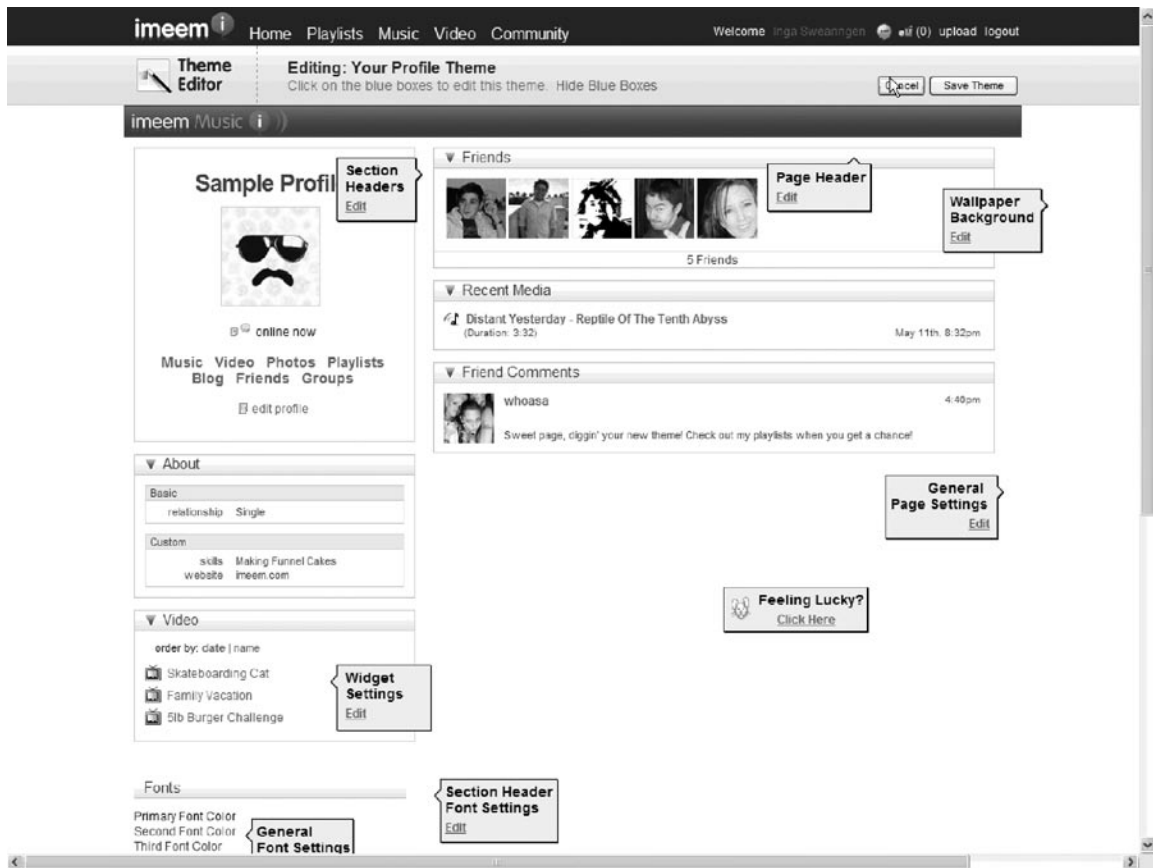 imeem i Home Playlists Music Video Community Welcome Inga Sweanngen (0) upload logout
Theme Editor
Editing: Your Profile Theme
Click on the blue boxes to edit this theme. Hide Blue Boxes
Cancel Save Theme
imeem Music i
Sample Profil
Section Headers
Edit
online now
Music Video Photos Playlists
Blog Friends Groups
edit profile
Friends
Page Header
Edit
Wallpaper Background
Edit
5 Friends
Recent Media
Distant Yesterday - Reptile Of The Tenth Abyss
(Duration: 3:32) May 11th, 8:32pm
Friend Comments
whoasa 4:40pm
Sweet page, diggin' your new theme! Check out my playlists when you get a chance!
About
Basic
relationship Single
Custom
skills Making Funnel Cakes
website imeem.com
General
Page Settings
Edit
Feeling Lucky?
Click Here
Video
order by: date | name
Skateboarding Cat
Family Vacation
5lb Burger Challenge
Widget
Settings
Edit
Fonts
Primary Font Color
Second Font Color
Third Font Color
General
Font Settings
Section Header
Font Settings
Edit